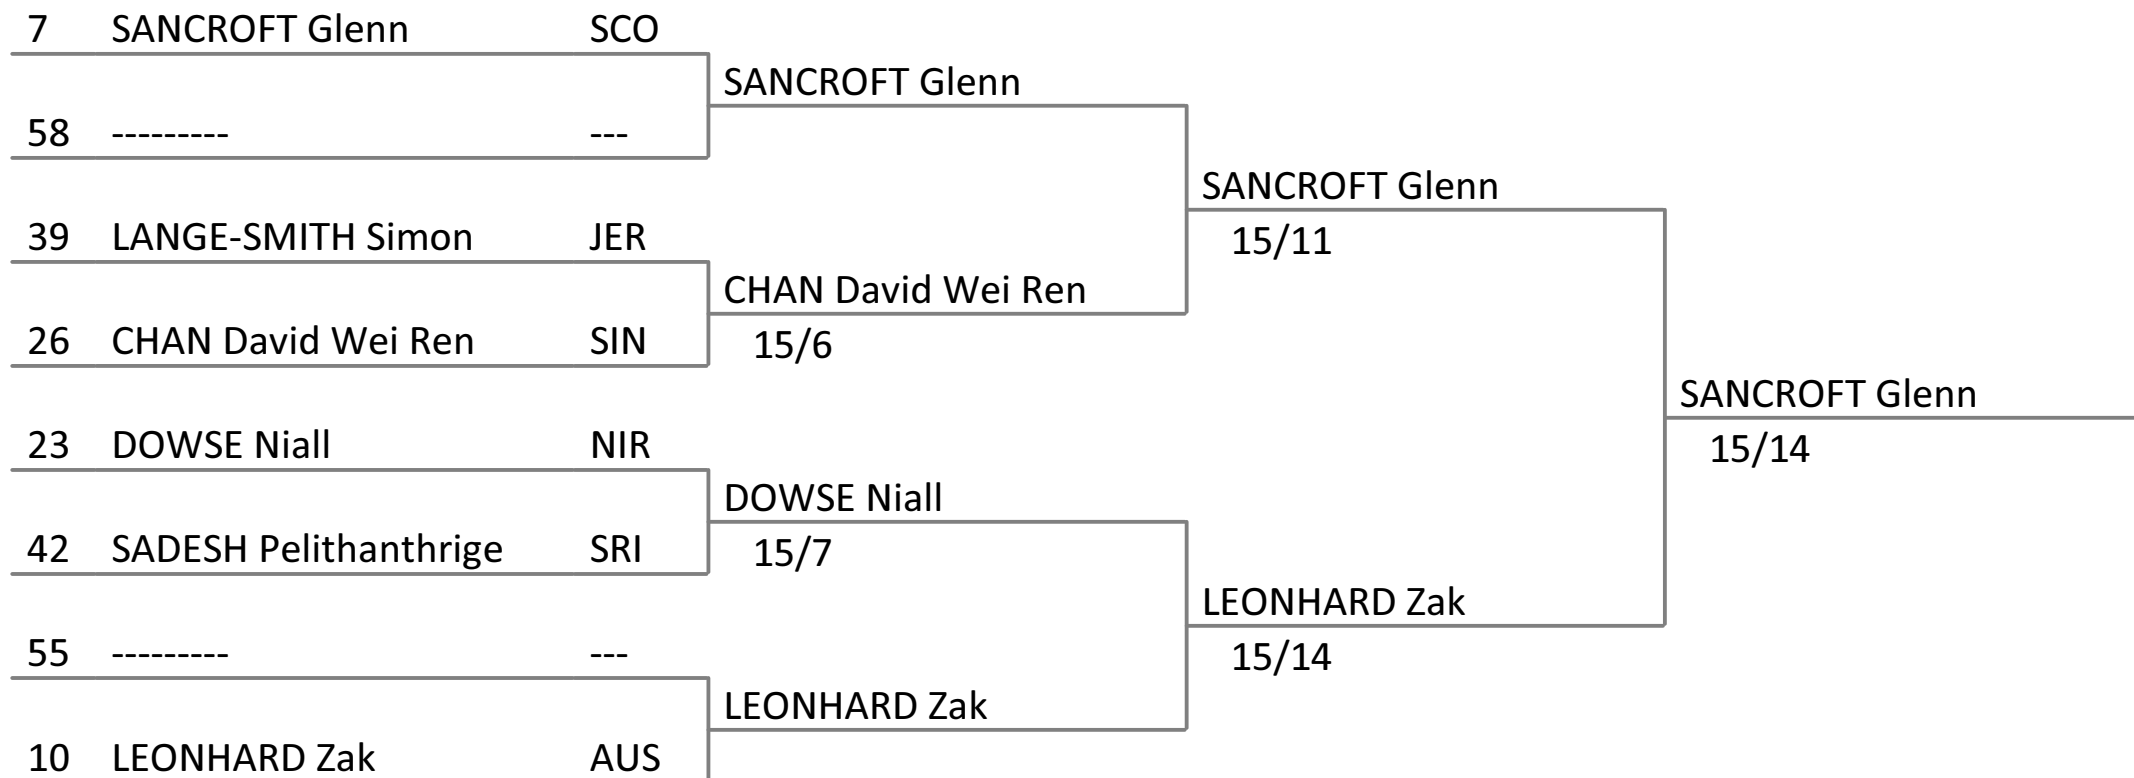 7 SANCROFT Glenn SCO
SANCROFT Glenn
58 --------- ---
SANCROFT Glenn
39 LANGE-SMITH Simon JER
15/11
CHAN David Wei Ren
26 CHAN David Wei Ren SIN
15/6
SANCROFT Glenn
23 DOWSE Niall NIR
15/14
DOWSE Niall
42 SADESH Pelithanthrige SRI
15/7
LEONHARD Zak
55 --------- ---
15/14
LEONHARD Zak
10 LEONHARD Zak AUS